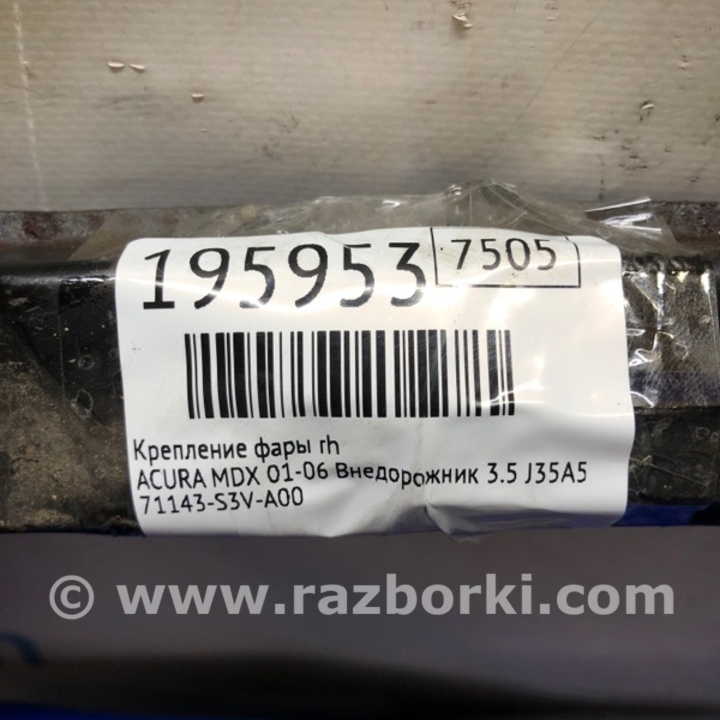 195953 7505
Крепление фары rh
ACURA MDX 01-06 Внедорожник 3.5 J35A5
71143-S3V-A00
© www.razborki.com